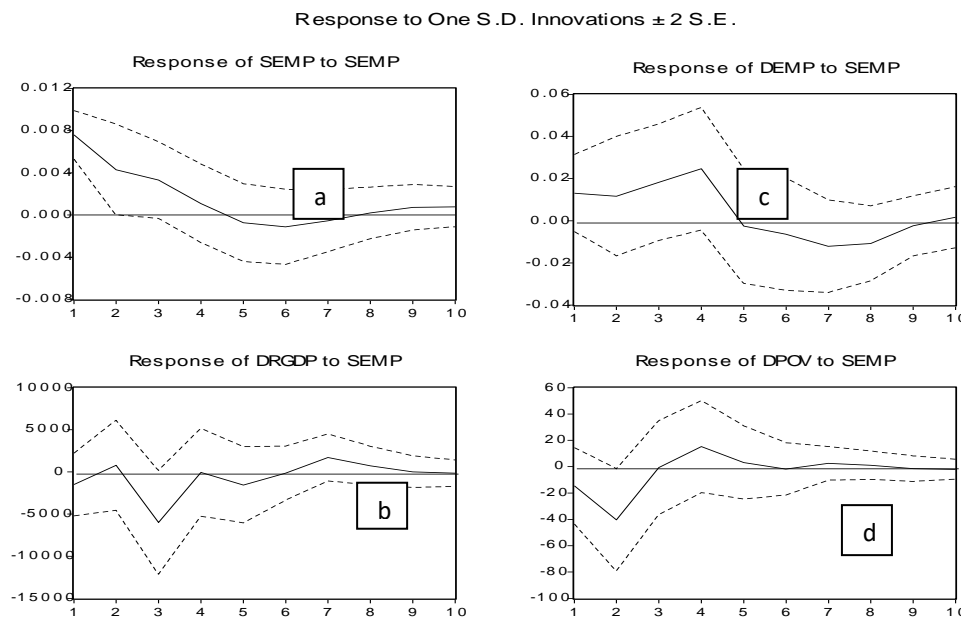 Response to One S.D. Innovations ± 2 S.E.
Response of SEMP to SEMP
0.012
0.008
0.004
0.000
-0.004
-0.008
a
1 2 3 4 5 6 7 8 9 10
Response of DEMP to SEMP
0.06
0.04
0.02
0.00
-0.02
-0.04
c
1 2 3 4 5 6 7 8 9 10
Response of DRGDP to SEMP
10000
5000
0
-5000
-10000
-15000
b
1 2 3 4 5 6 7 8 9 10
Response of DPOV to SEMP
60
40
20
0
-20
-40
-60
-80
-100
d
1 2 3 4 5 6 7 8 9 10